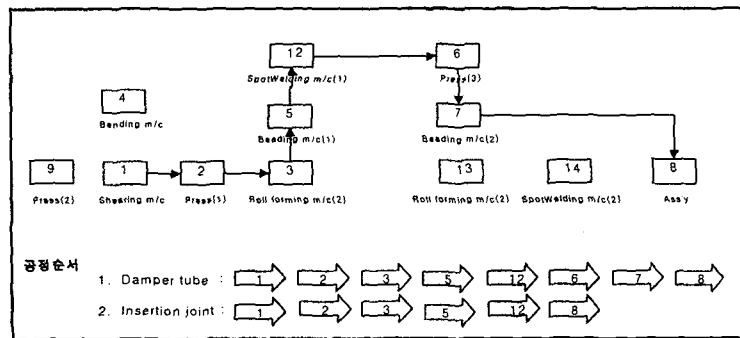 12
6
SpotWelding m/c(1)
Press(3)
4
5
7
Bending m/c
Beading m/c(1)
Beading m/c(2)
9
1
2
3
13
14
8
Press(2)
Shearing m/c
Press(1)
Roll forming m/c(2)
Roll forming m/c(2)
SpotWelding m/c(2)
Ass'y
공정순서
1. Damper tube : 1 2 3 5 12 6 7 8
2. Insertion joint : 1 2 3 5 12 8